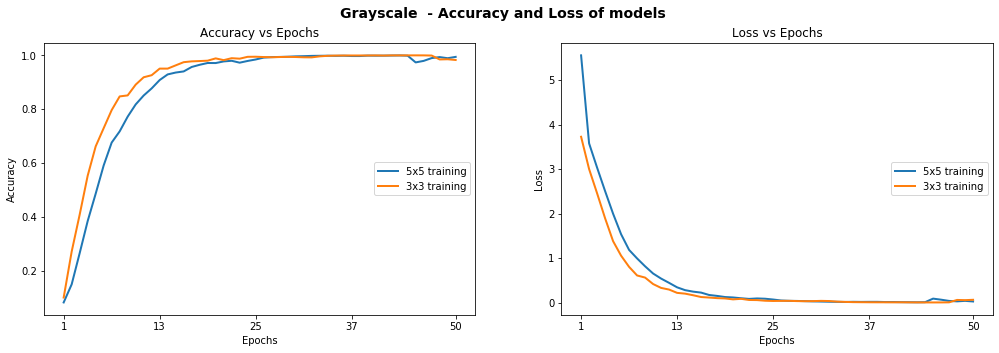 Grayscale  - Accuracy and Loss of models
Accuracy vs Epochs
Accuracy
1.0
0.8
0.6
0.4
0.2
5x5 training
3x3 training
1 13 25 37 50
Epochs
Loss vs Epochs
Loss
5
4
3
2
1
0
5x5 training
3x3 training
1 13 25 37 50
Epochs